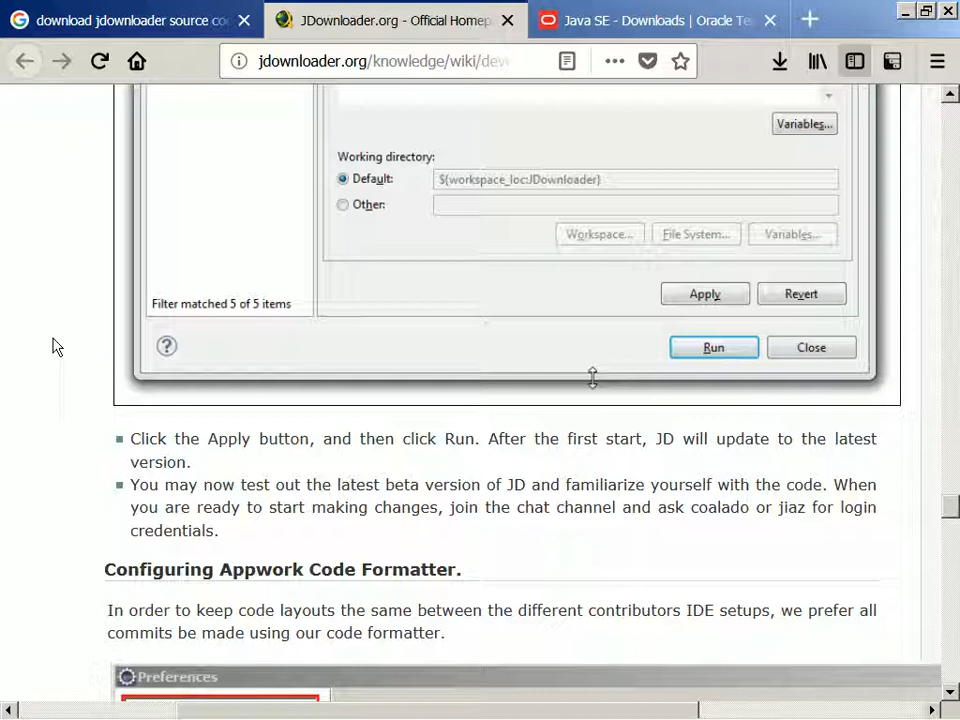 download jdownloader source co
JDownloader.org - Official Homep
Java SE - Downloads | Oracle Te
jdownloader.org/knowledge/wiki/dev
Variables...
Working directory:
Default: ${workspace_loc:JDownloader}
Other:
Workspace... File System... Variables...
Apply Revert
Filter matched 5 of 5 items
? Run Close
Click the Apply button, and then click Run. After the first start, JD will update to the latest
version.
You may now test out the latest beta version of JD and familiarize yourself with the code. When
you are ready to start making changes, join the chat channel and ask coalado or jiaz for login
credentials.
Configuring Appwork Code Formatter.
In order to keep code layouts the same between the different contributors IDE setups, we prefer all
commits be made using our code formatter.
Preferences